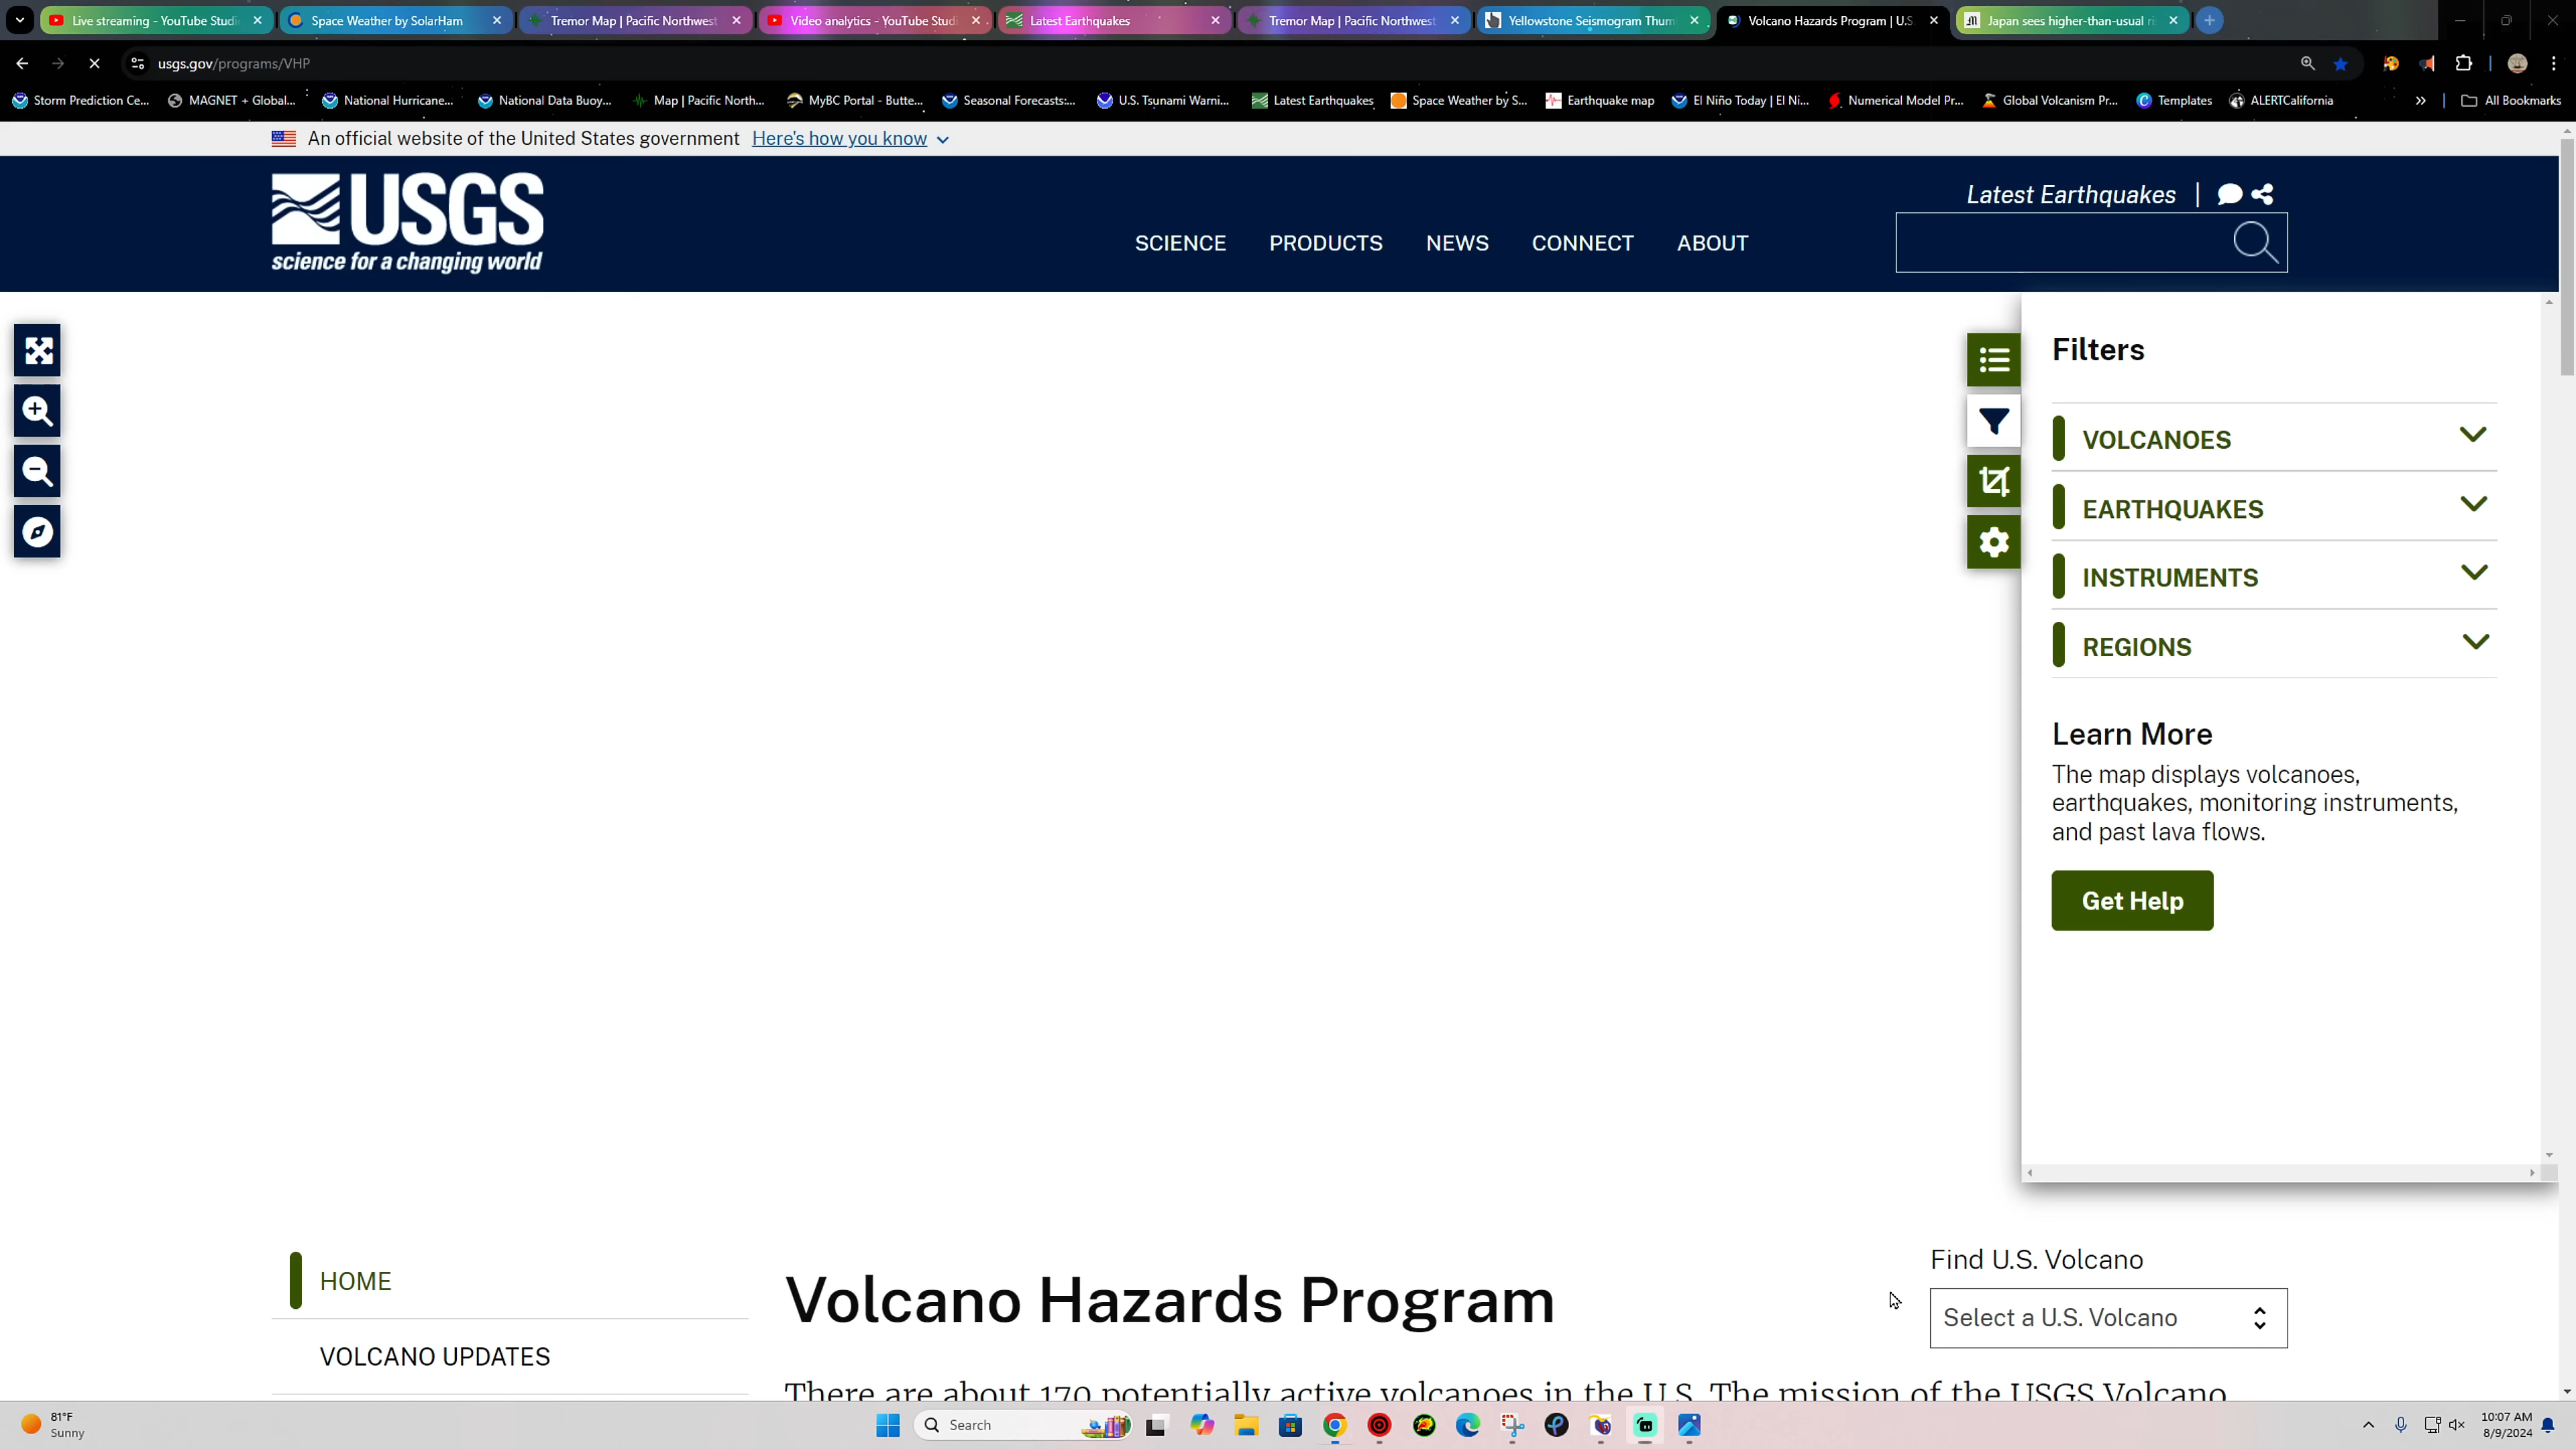 Live streaming - YouTube Studi
Space Weather by SolarHam
Tremor Map | Pacific Northwest
Video analytics - YouTube Studi
Latest Earthquakes
Tremor Map | Pacific Northwest
Yellowstone Seismogram Thum
Volcano Hazards Program | U.S.
Japan sees higher-than-usual ri
usgs.gov/programs/VHP
Storm Prediction Ce...
MAGNET + Global...
National Hurricane...
National Data Buoy...
Map | Pacific North...
MyBC Portal - Butte...
Seasonal Forecasts:...
U.S. Tsunami Warni...
Latest Earthquakes
Space Weather by S...
Earthquake map
El Niño Today | El Ni...
Numerical Model Pr...
Global Volcanism Pr...
Templates
ALERTCalifornia
All Bookmarks
An official website of the United States government Here's how you know
USGS
science for a changing world
Latest Earthquakes
SCIENCE
PRODUCTS
NEWS
CONNECT
ABOUT
Filters
VOLCANOES
EARTHQUAKES
INSTRUMENTS
REGIONS
Learn More
The map displays volcanoes,
earthquakes, monitoring instruments,
and past lava flows.
Get Help
HOME
VOLCANO UPDATES
Volcano Hazards Program
Find U.S. Volcano
Select a U.S. Volcano
There are about 170 potentially active volcanoes in the U.S. The mission of the USGS Volcano
81°F
Sunny
Search
10:07 AM
8/9/2024